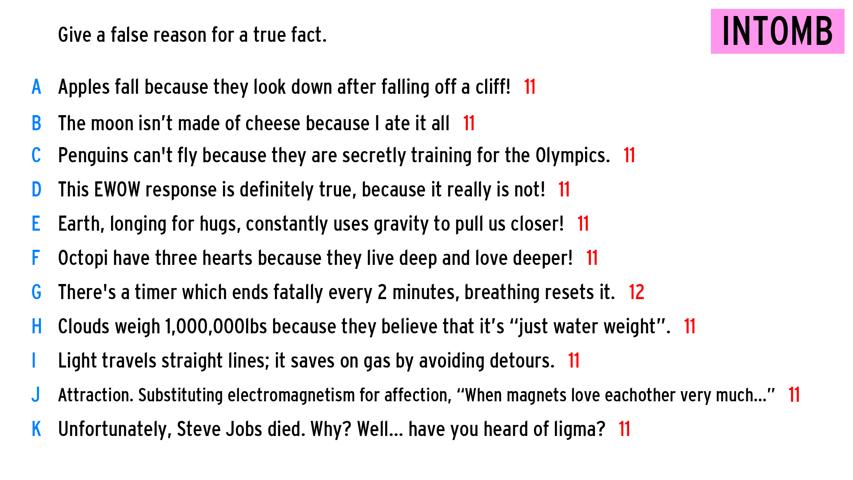 Give a false reason for a true fact.
INTOMB
A Apples fall because they look down after falling off a cliff! 11
B The moon isn't made of cheese because I ate it all 11
C Penguins can't fly because they are secretly training for the Olympics. 11
D This EWOW response is definitely true, because it really is not! 11
E Earth, longing for hugs, constantly uses gravity to pull us closer! 11
F Octopi have three hearts because they live deep and love deeper! 11
G There's a timer which ends fatally every 2 minutes, breathing resets it. 12
H Clouds weigh 1,000,000lbs because they believe that it's “just water weight”. 11
I Light travels straight lines; it saves on gas by avoiding detours. 11
J Attraction. Substituting electromagnetism for affection, “When magnets love eachother very much...” 11
K Unfortunately, Steve Jobs died. Why? Well... have you heard of ligma? 11